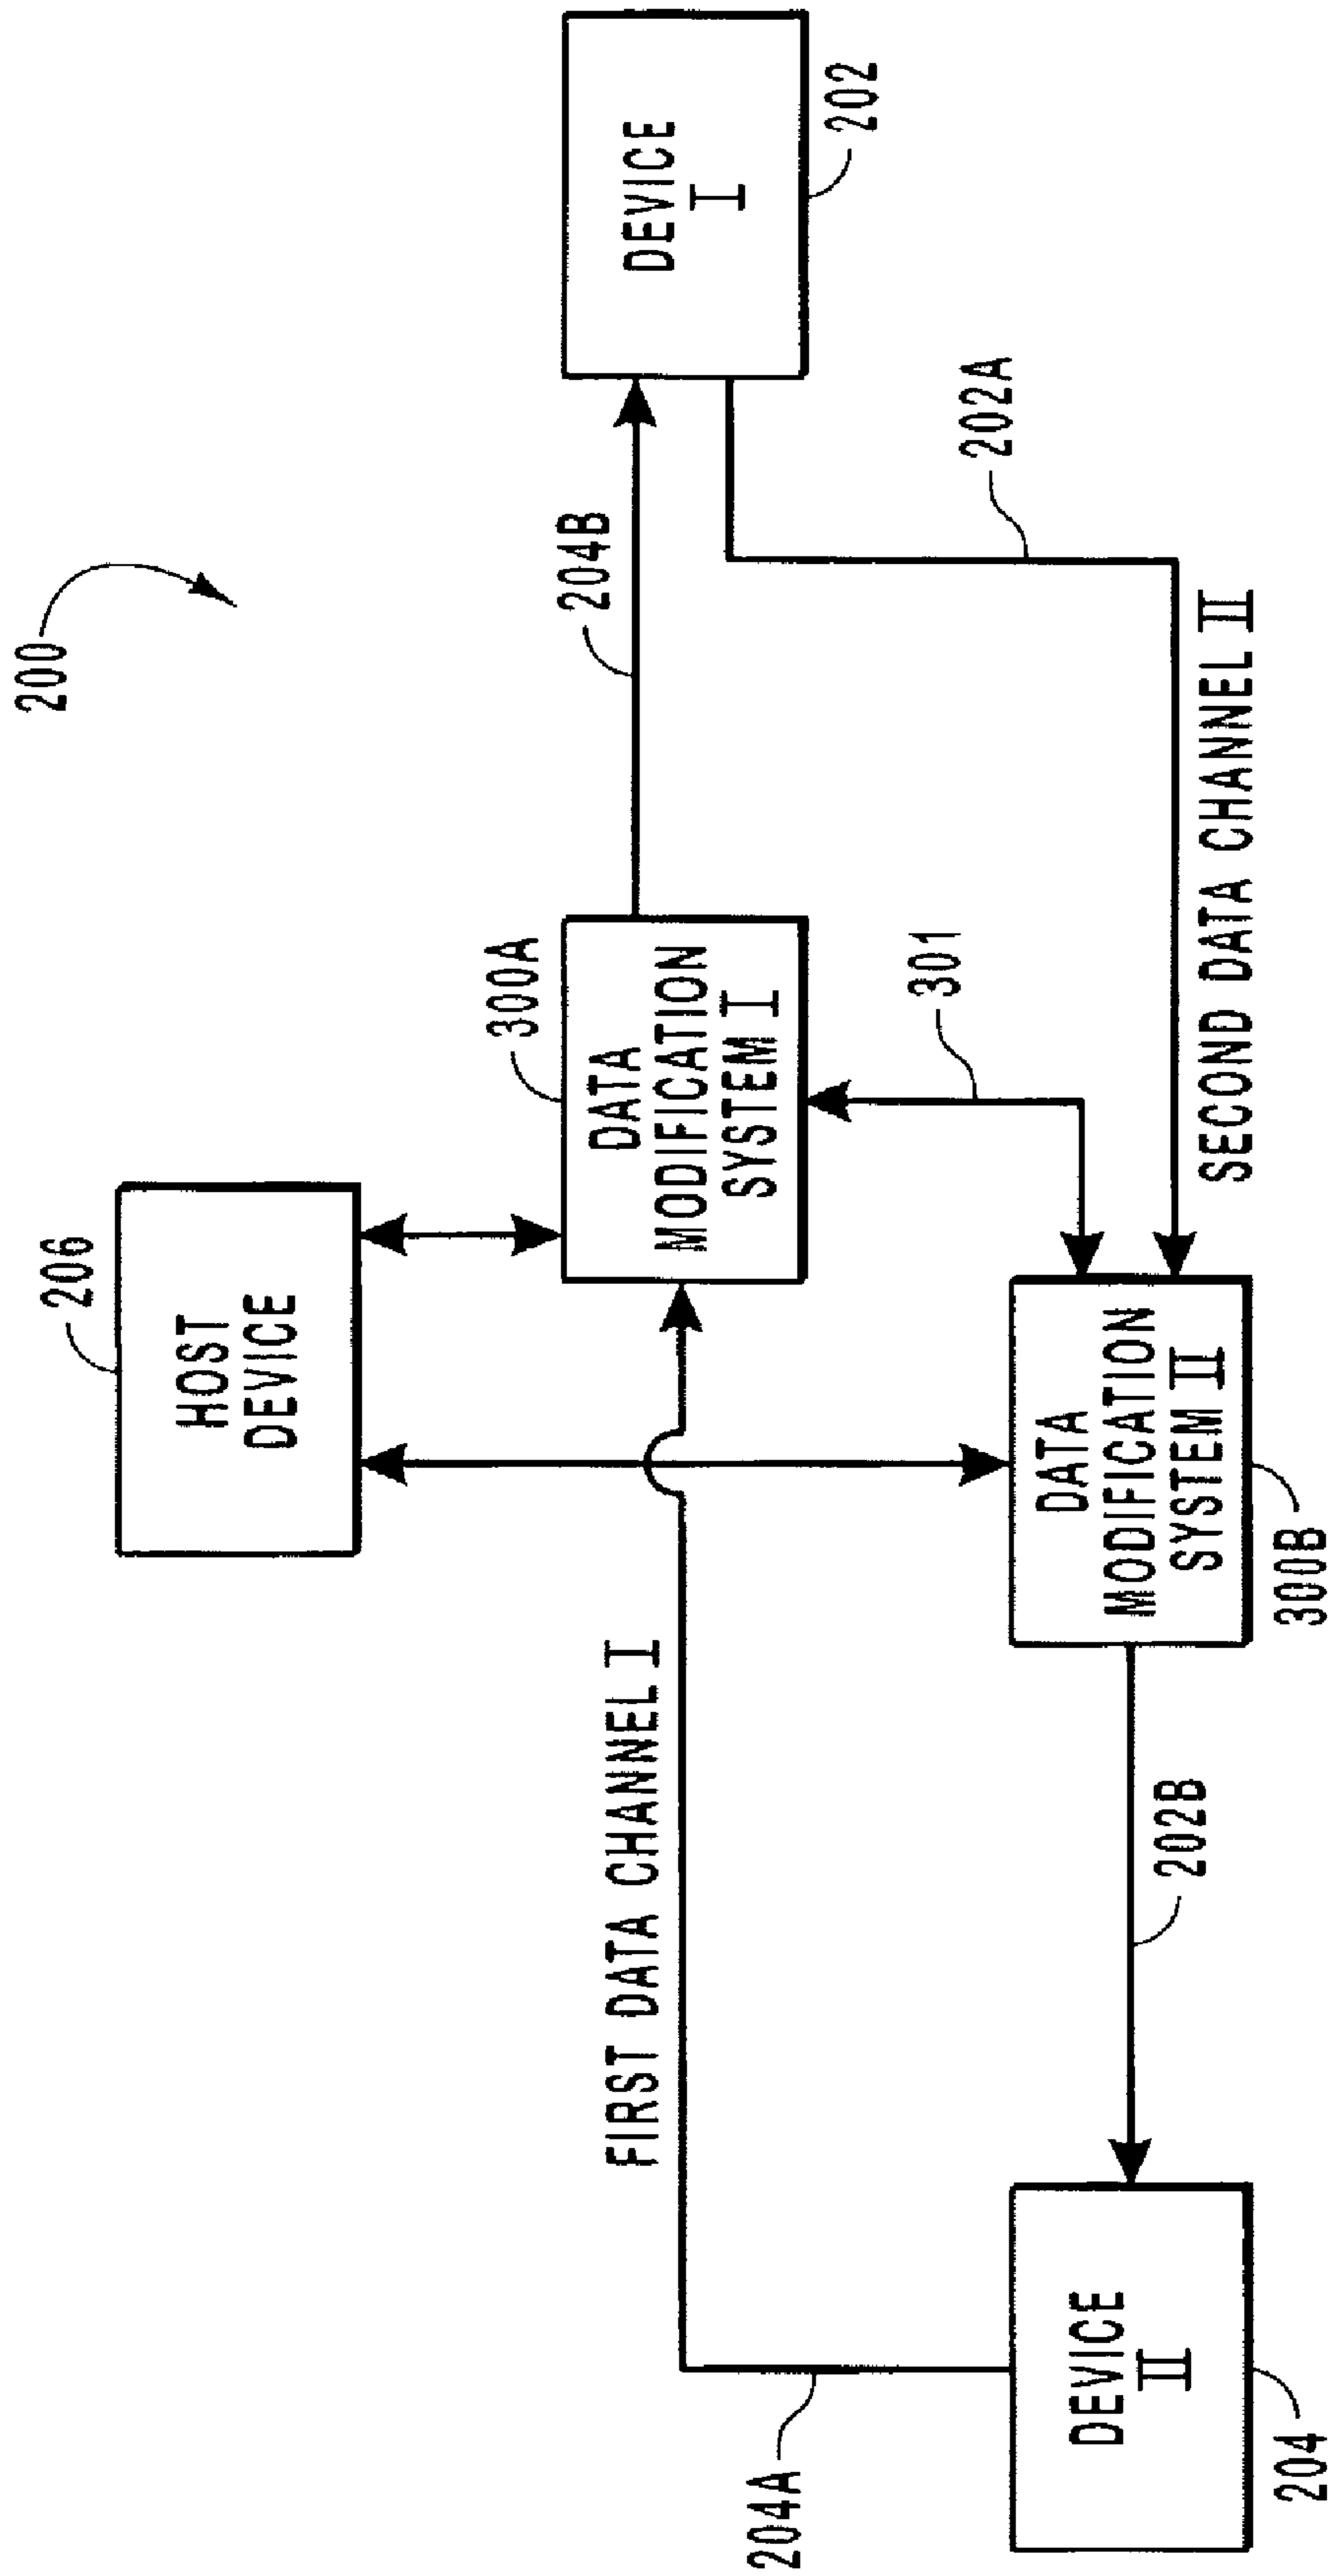 200
206
HOST
DEVICE
300A
DATA
MODIFICATION
SYSTEM I
204B
DEVICE
I
202
FIRST DATA CHANNEL I
301
202A
204A
DEVICE
II
204
202B
DATA
MODIFICATION
SYSTEM II
300B
SECOND DATA CHANNEL II